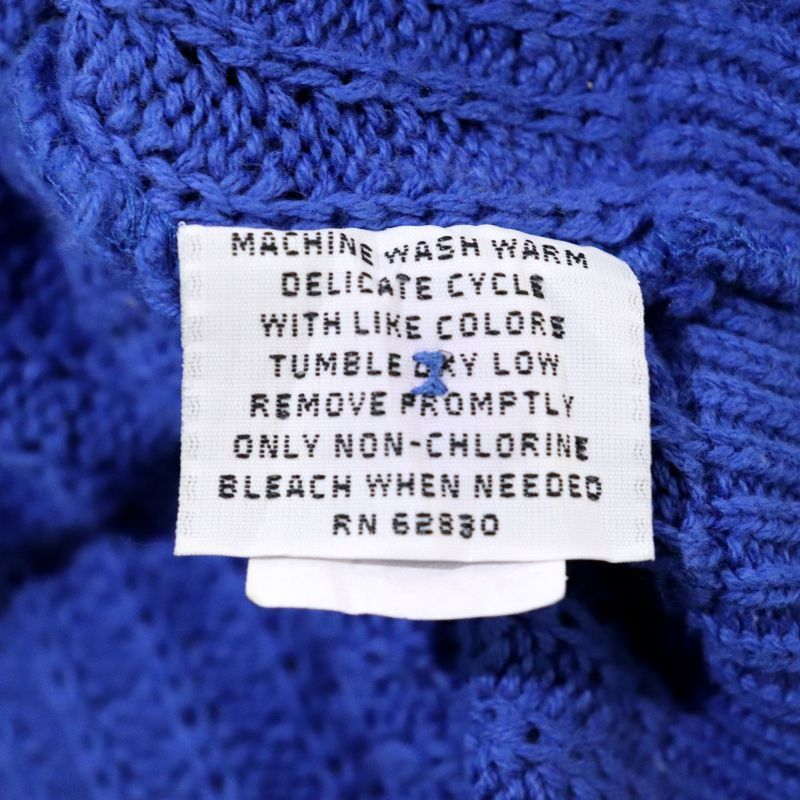 MACHINE WASH WARM
DELICATE CYCLE
WITH LIKE COLORS
TUMBLE DRY LOW
REMOVE PROMPTLY
ONLY NON-CHLORINE
BLEACH WHEN NEEDED
RN 62830